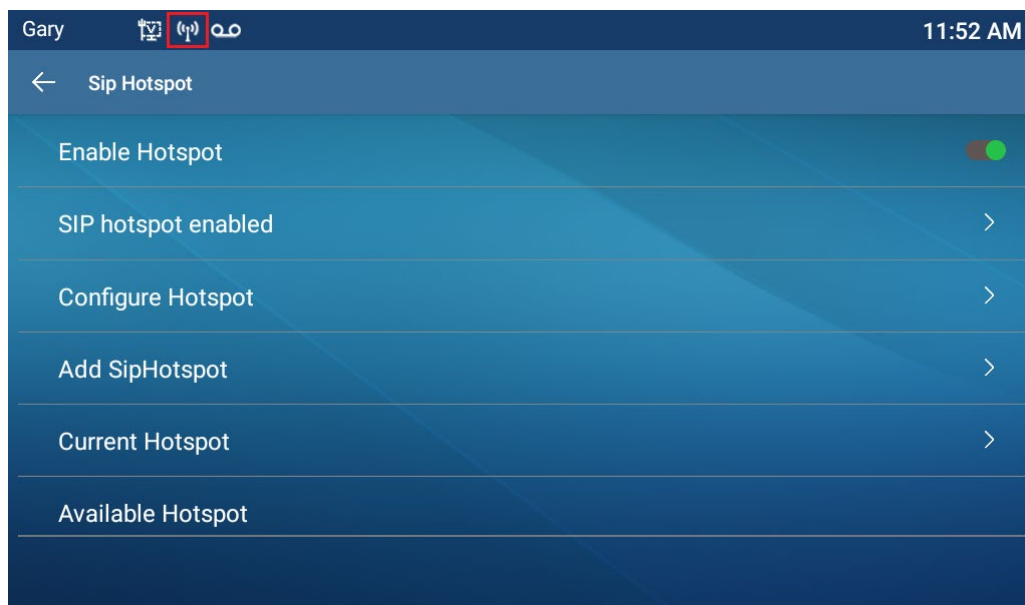 Gary 11:52 AM
Sip Hotspot
Enable Hotspot
SIP hotspot enabled
Configure Hotspot
Add SipHotspot
Current Hotspot
Available Hotspot